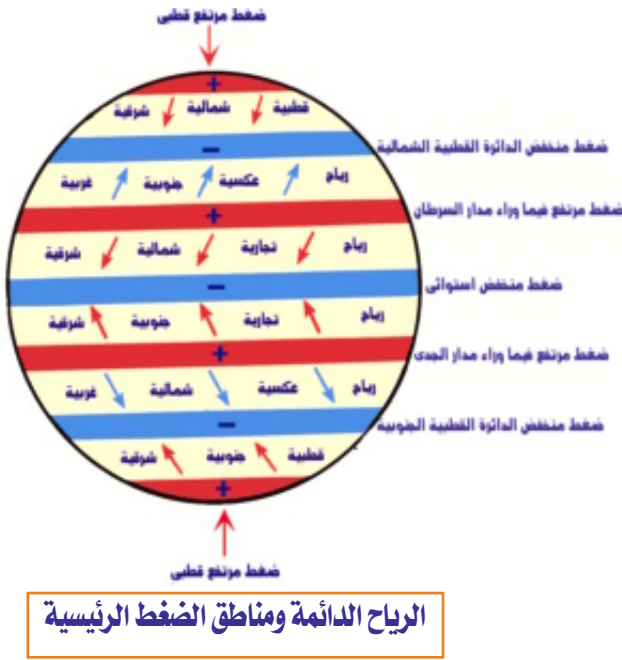 ضغط مرتفع قطبى
+
قطبية شمالية شرقية
ضغط منخفض الدائرة القطبية الشمالية
−
رياح عكسية جنوبية غربية
ضغط مرتفع فيما وراء مدار السرطان
+
رياح تجارية شمالية شرقية
ضغط منخفض استوائى
−
رياح تجارية جنوبية شرقية
ضغط مرتفع فيما وراء مدار الجدى
+
رياح عكسية شمالية غربية
ضغط منخفض الدائرة القطبية الجنوبية
−
قطبية جنوبية شرقية
+
ضغط مرتفع قطبى
الرياح الدائمة ومناطق الضغط الرئيسية